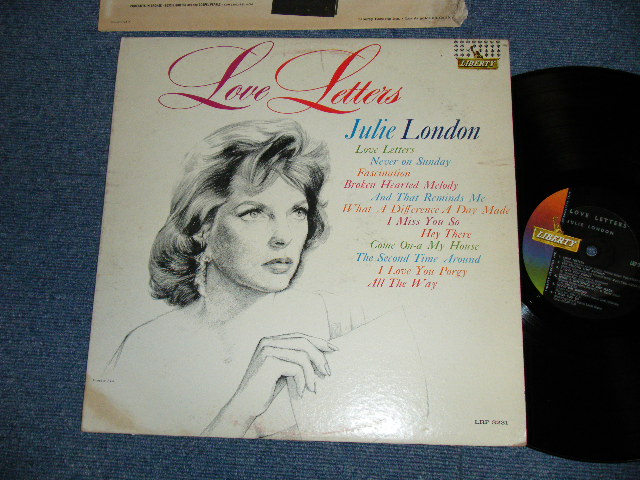 Love Letters
LIBERTY
Julie London
Love Letters
Never on Sunday
Fascination
Broken Hearted Melody
And That Reminds Me
What A Difference A Day Made
I Miss You So
Hey There
Come On-a My House
The Second Time Around
I Love You Porgy
All The Way
LRP 3231
LOVE LETTERS
JULIE LONDON
LIBERTY